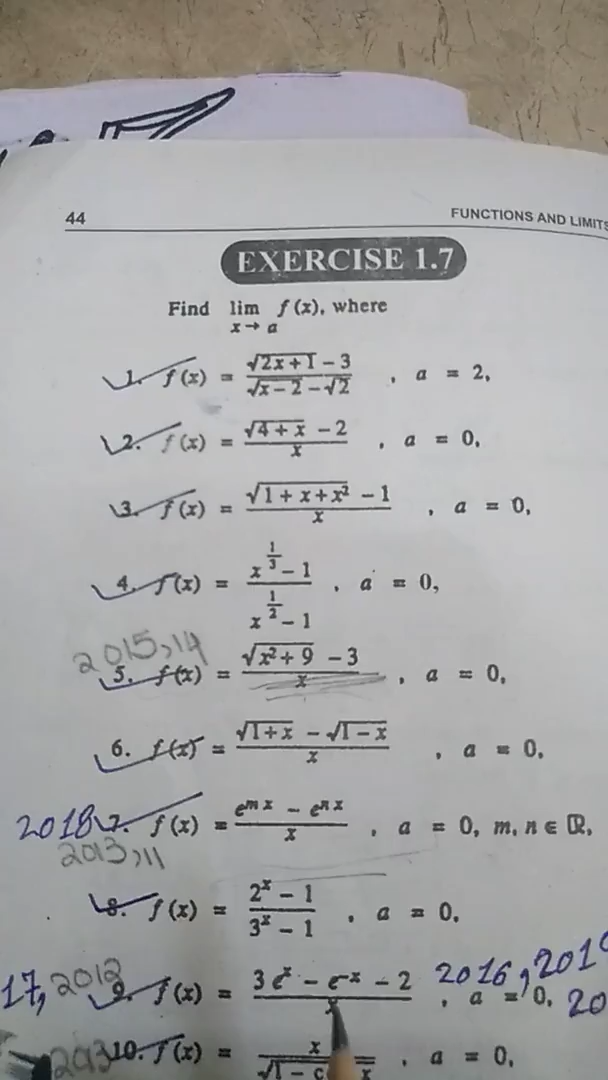 44 FUNCTIONS AND LIMITS
EXERCISE 1.7
Find lim f(x), where
x→a
1. f(x) = (√(2x+1) − 3)/(√(x−2) − √2) , a = 2,
2. f(x) = (√(4+x) − 2)/x , a = 0,
3. f(x) = (√(1+x+x²) − 1)/x , a = 0,
4. f(x) = (x^(1/3) − 1)/(x^(1/2) − 1) , a = 0,
2015,14
5. f(x) = (√(x²+9) − 3)/x , a = 0,
6. f(x) = (√(1+x) − √(1−x))/x , a = 0,
2018 7. f(x) = (e^(mx) − e^(nx))/x , a = 0, m, n ∈ ℝ,
2013,11
8. f(x) = (2^x − 1)/(3^x − 1) , a = 0,
17, 2012 9. f(x) = (3e^x − e^(−x) − 2)/x , a = 0, 2016,
10. f(x) = x/√(1 − c x , a = 0,